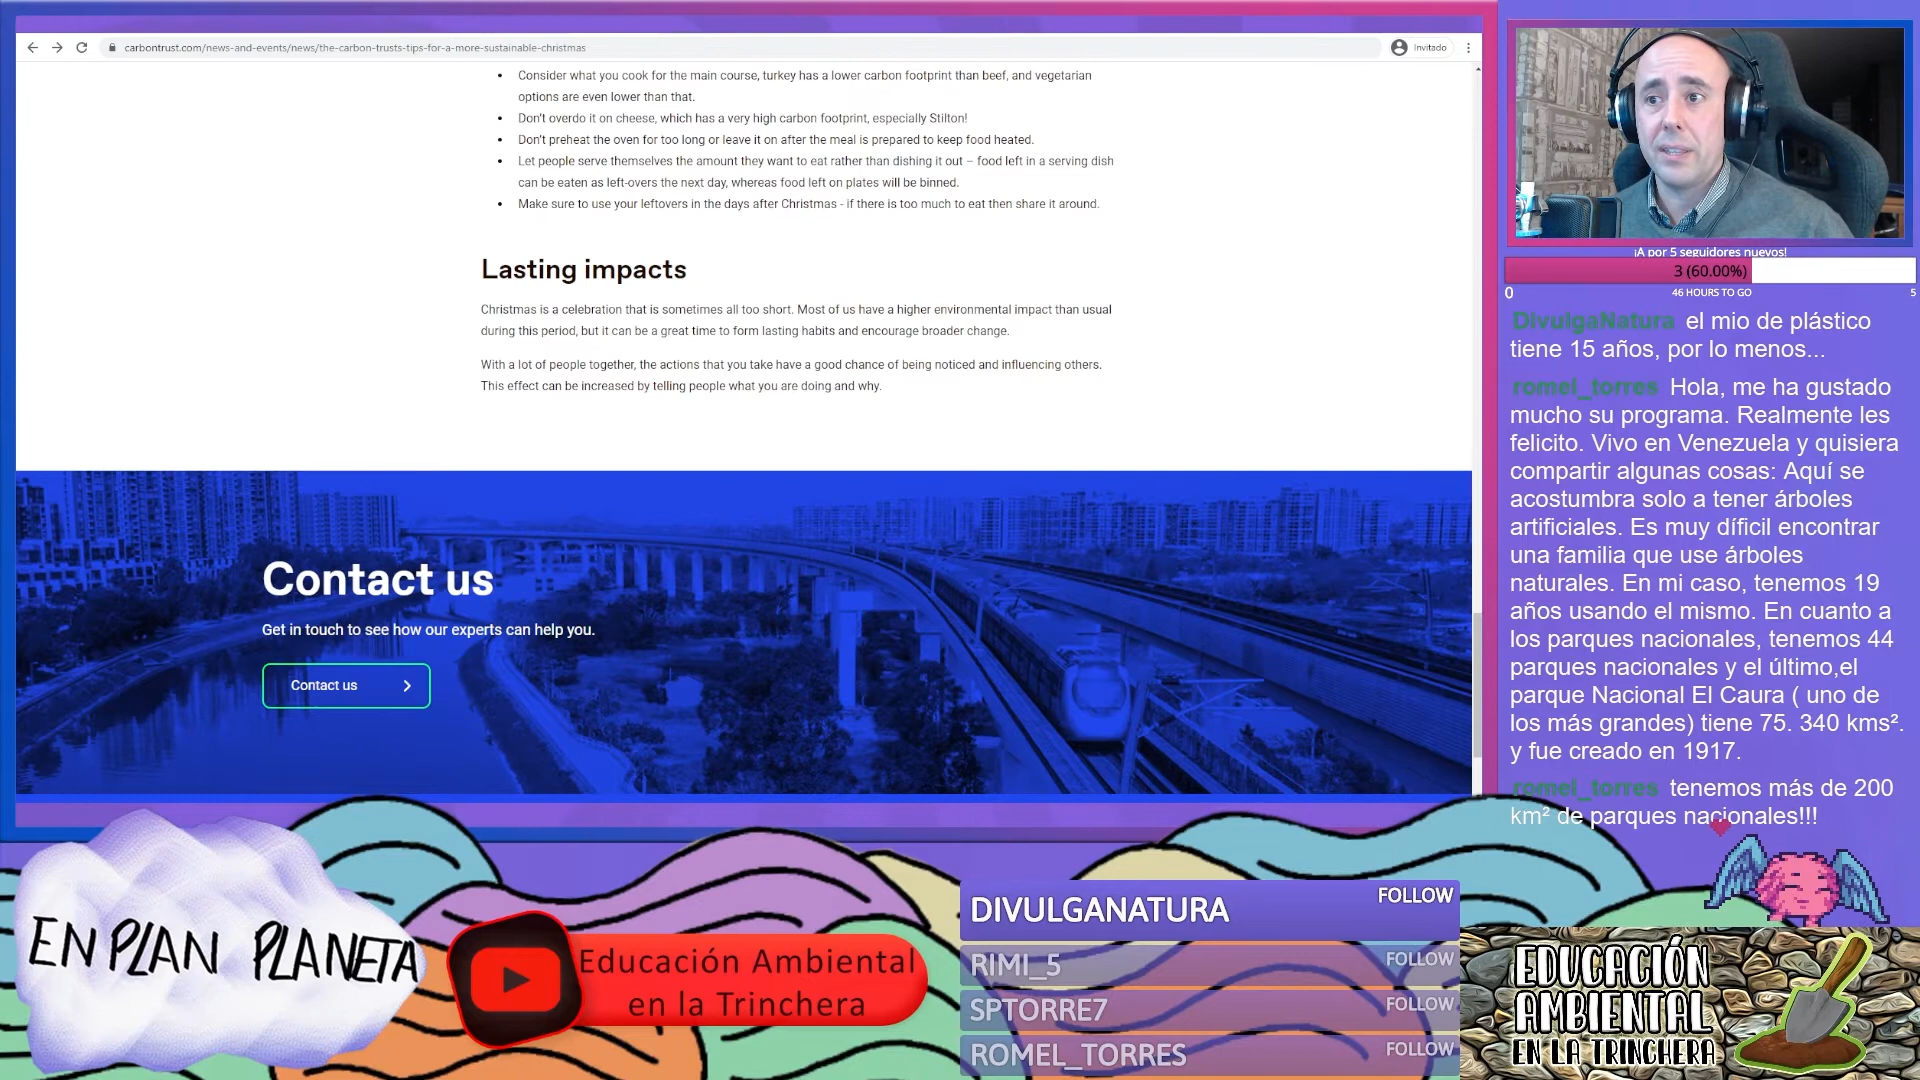 carbontrust.com/news-and-events/news/the-carbon-trusts-tips-for-a-more-sustainable-christmas
Invitado
• Consider what you cook for the main course, turkey has a lower carbon footprint than beef, and vegetarian
options are even lower than that.
• Don't overdo it on cheese, which has a very high carbon footprint, especially Stilton!
• Don't preheat the oven for too long or leave it on after the meal is prepared to keep food heated.
• Let people serve themselves the amount they want to eat rather than dishing it out – food left in a serving dish
can be eaten as left-overs the next day, whereas food left on plates will be binned.
• Make sure to use your leftovers in the days after Christmas - if there is too much to eat then share it around.
Lasting impacts
Christmas is a celebration that is sometimes all too short. Most of us have a higher environmental impact than usual
during this period, but it can be a great time to form lasting habits and encourage broader change.
With a lot of people together, the actions that you take have a good chance of being noticed and influencing others.
This effect can be increased by telling people what you are doing and why.
Contact us
Get in touch to see how our experts can help you.
Contact us
¡A por 5 seguidores nuevos!
3 (60.00%)
0
46 HOURS TO GO
5
DivulgaNatura el mio de plástico
tiene 15 años, por lo menos...
romel_torres Hola, me ha gustado
mucho su programa. Realmente les
felicito. Vivo en Venezuela y quisiera
compartir algunas cosas: Aquí se
acostumbra solo a tener árboles
artificiales. Es muy díficil encontrar
una familia que use árboles
naturales. En mi caso, tenemos 19
años usando el mismo. En cuanto a
los parques nacionales, tenemos 44
parques nacionales y el último,el
parque Nacional El Caura ( uno de
los más grandes) tiene 75. 340 kms².
y fue creado en 1917.
romel_torres tenemos más de 200
km² de parques nacionales!!!
EN PLAN PLANETA
Educación Ambiental
en la Trinchera
DIVULGANATURA FOLLOW
RIMI_5 FOLLOW
SPTORRE7 FOLLOW
ROMEL_TORRES FOLLOW
EDUCACIÓN
AMBIENTAL
EN LA TRINCHERA